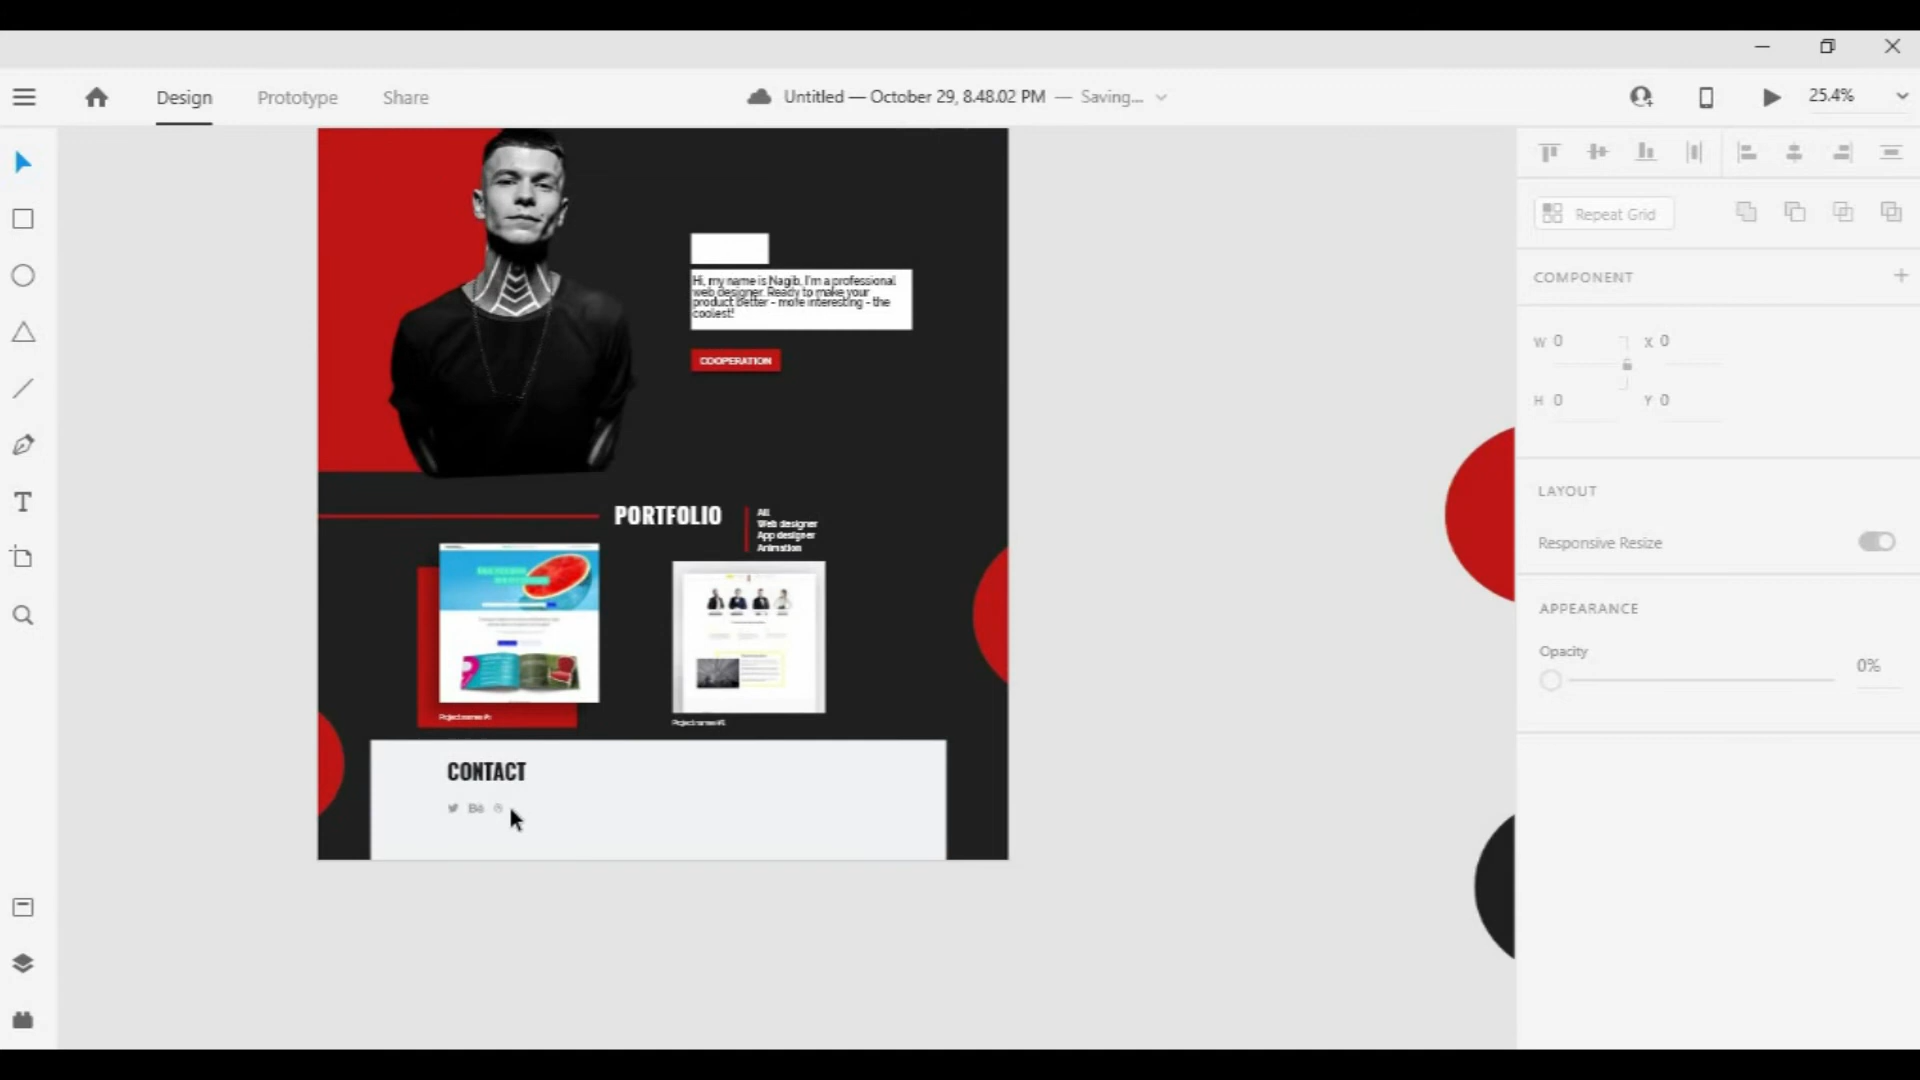 Design
Prototype
Share
Untitled — October 29, 8.48.02 PM — Saving...
25.4%
Repeat Grid
COMPONENT
W 0
X 0
H 0
Y 0
LAYOUT
Responsive Resize
APPEARANCE
Opacity
0%
Hi, my name is Nagib, I'm a professional
web designer. Ready to make your
product better - more interesting - the
coolest!
COOPERATION
PORTFOLIO
All
Web designer
App designer
Animation
CONTACT
Bē